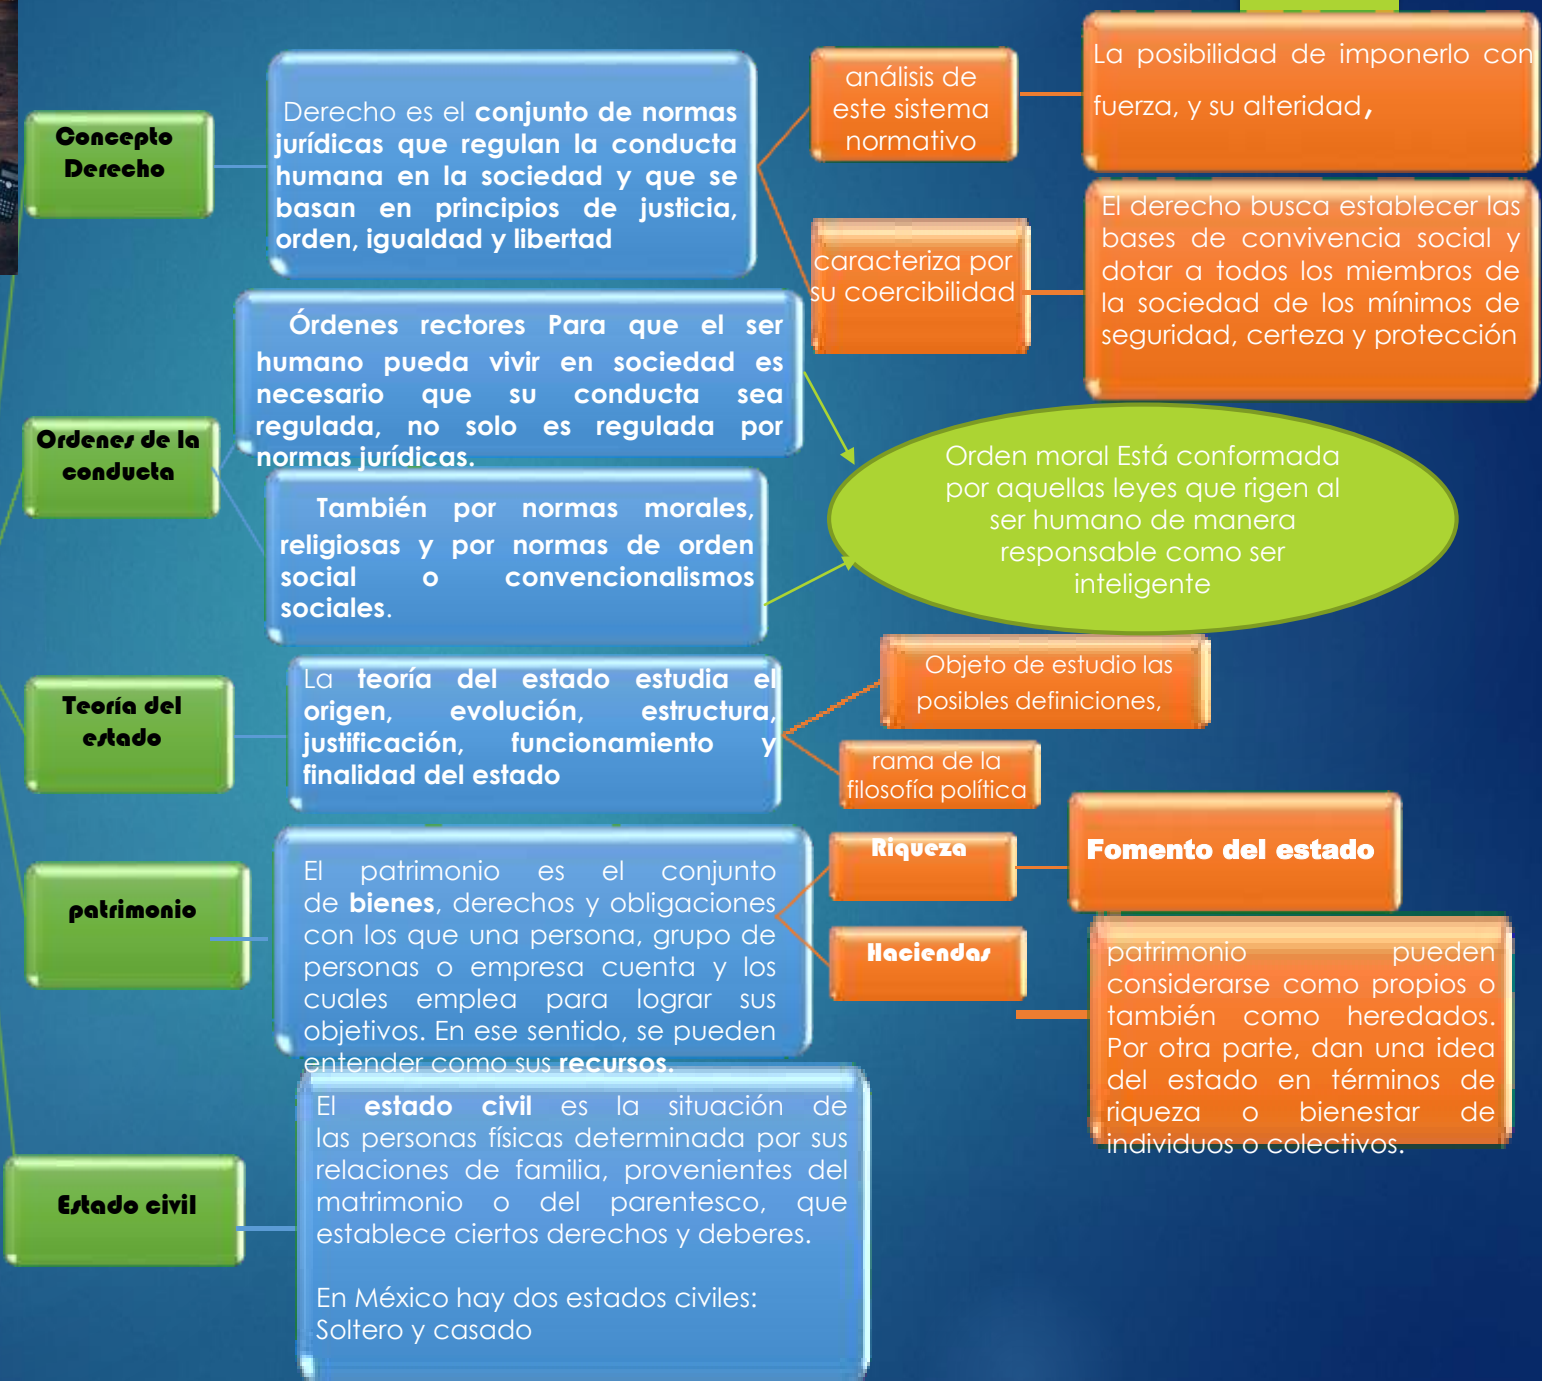 Concepto
Derecho
Derecho es el conjunto de normas
jurídicas que regulan la conducta
humana en la sociedad y que se
basan en principios de justicia,
orden, igualdad y libertad
análisis de
este sistema
normativo
La posibilidad de imponerlo con
fuerza, y su alteridad,
caracteriza por
su coercibilidad
El derecho busca establecer las
bases de convivencia social y
dotar a todos los miembros de
la sociedad de los mínimos de
seguridad, certeza y protección
Ordenes de la
conducta
Órdenes rectores Para que el ser
humano pueda vivir en sociedad es
necesario que su conducta sea
regulada, no solo es regulada por
normas jurídicas.
También por normas morales,
religiosas y por normas de orden
social o convencionalismos
sociales.
Orden moral Está conformada
por aquellas leyes que rigen al
ser humano de manera
responsable como ser
inteligente
Teoría del
estado
La teoría del estado estudia el
origen, evolución, estructura,
justificación, funcionamiento y
finalidad del estado
Objeto de estudio las
posibles definiciones,
rama de la
filosofía política
patrimonio
El patrimonio es el conjunto
de bienes, derechos y obligaciones
con los que una persona, grupo de
personas o empresa cuenta y los
cuales emplea para lograr sus
objetivos. En ese sentido, se pueden
entender como sus recursos.
Riqueza
Fomento del estado
Haciendas
patrimonio pueden
considerarse como propios o
también como heredados.
Por otra parte, dan una idea
del estado en términos de
riqueza o bienestar de
individuos o colectivos.
Estado civil
El estado civil es la situación de
las personas físicas determinada por sus
relaciones de familia, provenientes del
matrimonio o del parentesco, que
establece ciertos derechos y deberes.
En México hay dos estados civiles:
Soltero y casado